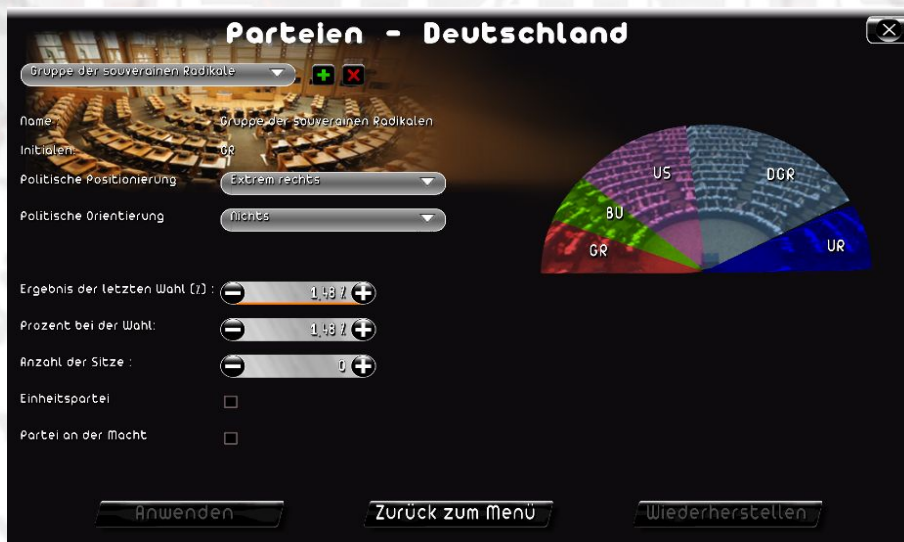 Parteien - Deutschland
Gruppe der souverainen Radikale
Name
Gruppe der souverainen Radikalen
Initialen:
GR
Politische Positionierung
Extrem rechts
Politische Orientierung
Nichts
Ergebnis der letzten Wahl (%) :
1,48 %
Prozent bei der Wahl:
1,48 %
Anzahl der Sitze :
0
Einheitspartei
Partei an der Macht
US
DGR
BU
GR
UR
Anwenden
Zurück zum Menü
Wiederherstellen